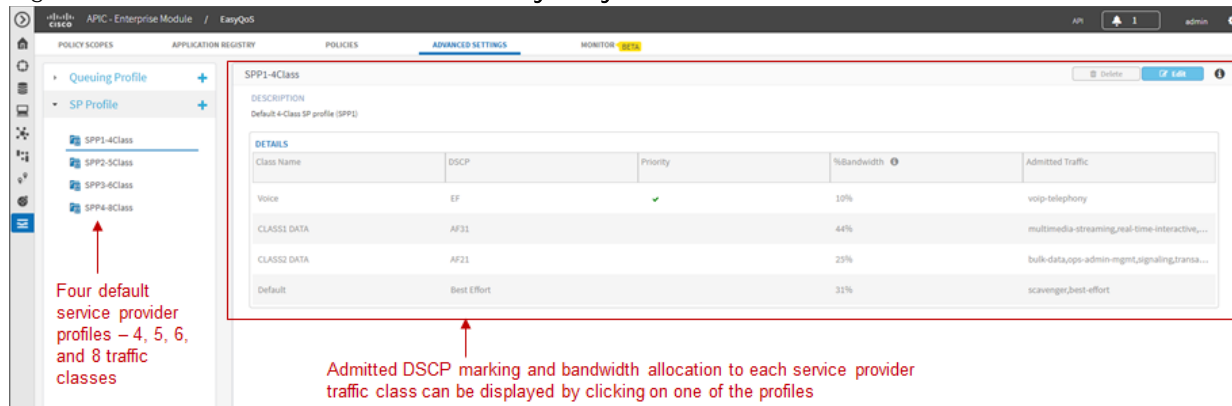 cisco APIC - Enterprise Module / EasyQoS API 1 admin
POLICY SCOPES APPLICATION REGISTRY POLICIES ADVANCED SETTINGS MONITOR BETA
Queuing Profile +
SP Profile +
SPP1-4Class
SPP2-5Class
SPP3-6Class
SPP4-8Class
SPP1-4Class Delete Edit
DESCRIPTION
Default 4-Class SP profile (SPP1)
DETAILS
Class Name DSCP Priority %Bandwidth Admitted Traffic
Voice EF 10% voip-telephony
CLASS1 DATA AF31 44% multimedia-streaming,real-time-interactive,...
CLASS2 DATA AF21 25% bulk-data,ops-admin-mgmt,signaling,transa...
Default Best Effort 31% scavenger,best-effort
Four default
service provider
profiles – 4, 5, 6,
and 8 traffic
classes
Admitted DSCP marking and bandwidth allocation to each service provider
traffic class can be displayed by clicking on one of the profiles